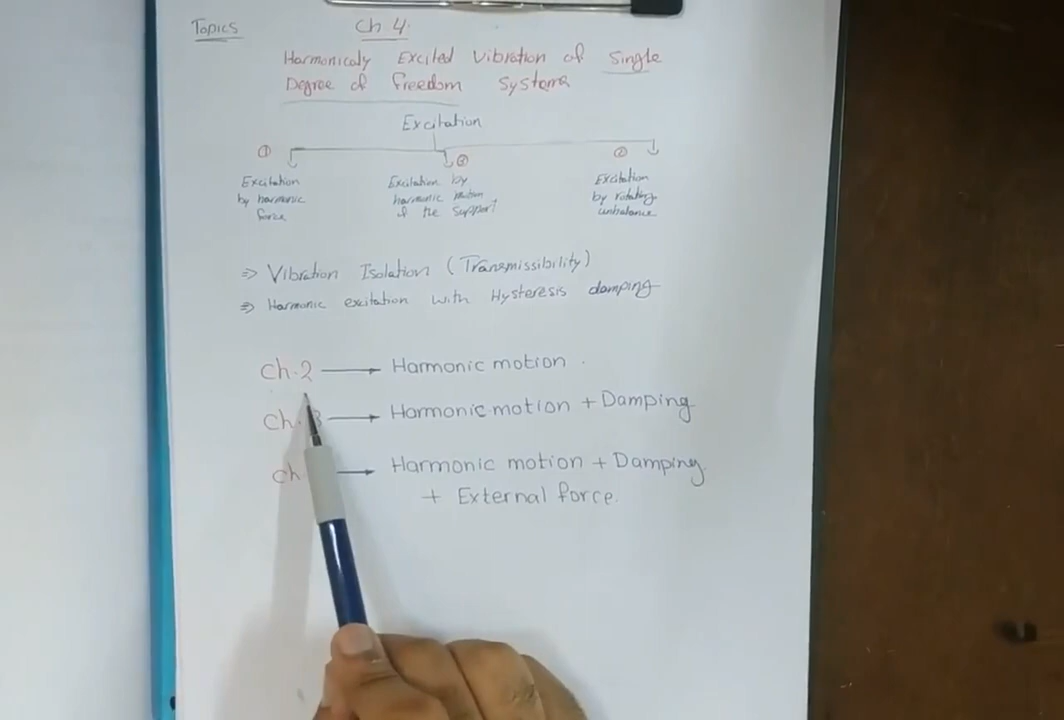 Topics
Ch 4.
Harmonicaly Excited Vibration of Single
Degree of freedom Systems
Excitation
① ② ②
Excitation by harmonic force
Excitation by harmonic motion of the support
Excitation by rotating unbalance
⇒ Vibration Isolation (Transmissibility)
⇒ Harmonic excitation with Hysteresis damping
Ch.2 → Harmonic motion.
Ch.3 → Harmonic motion + Damping
ch → Harmonic motion + Damping
+ External force.